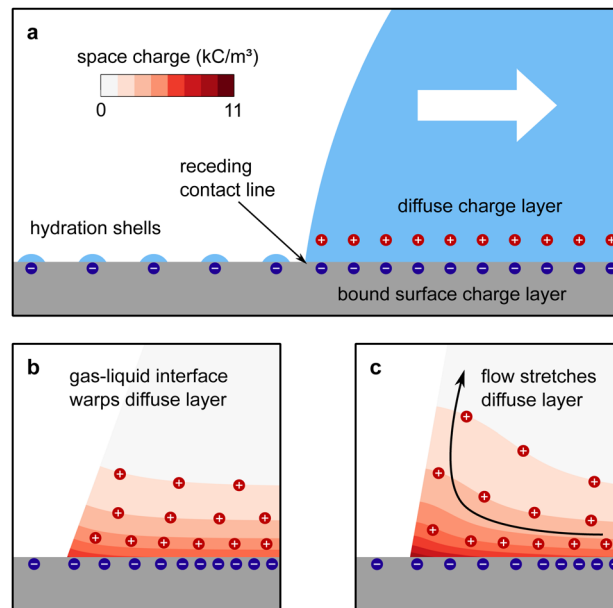 a
space charge (kC/m³)
0
11
receding
contact line
hydration shells
diffuse charge layer
bound surface charge layer
b
gas-liquid interface
warps diffuse layer
c
flow stretches
diffuse layer